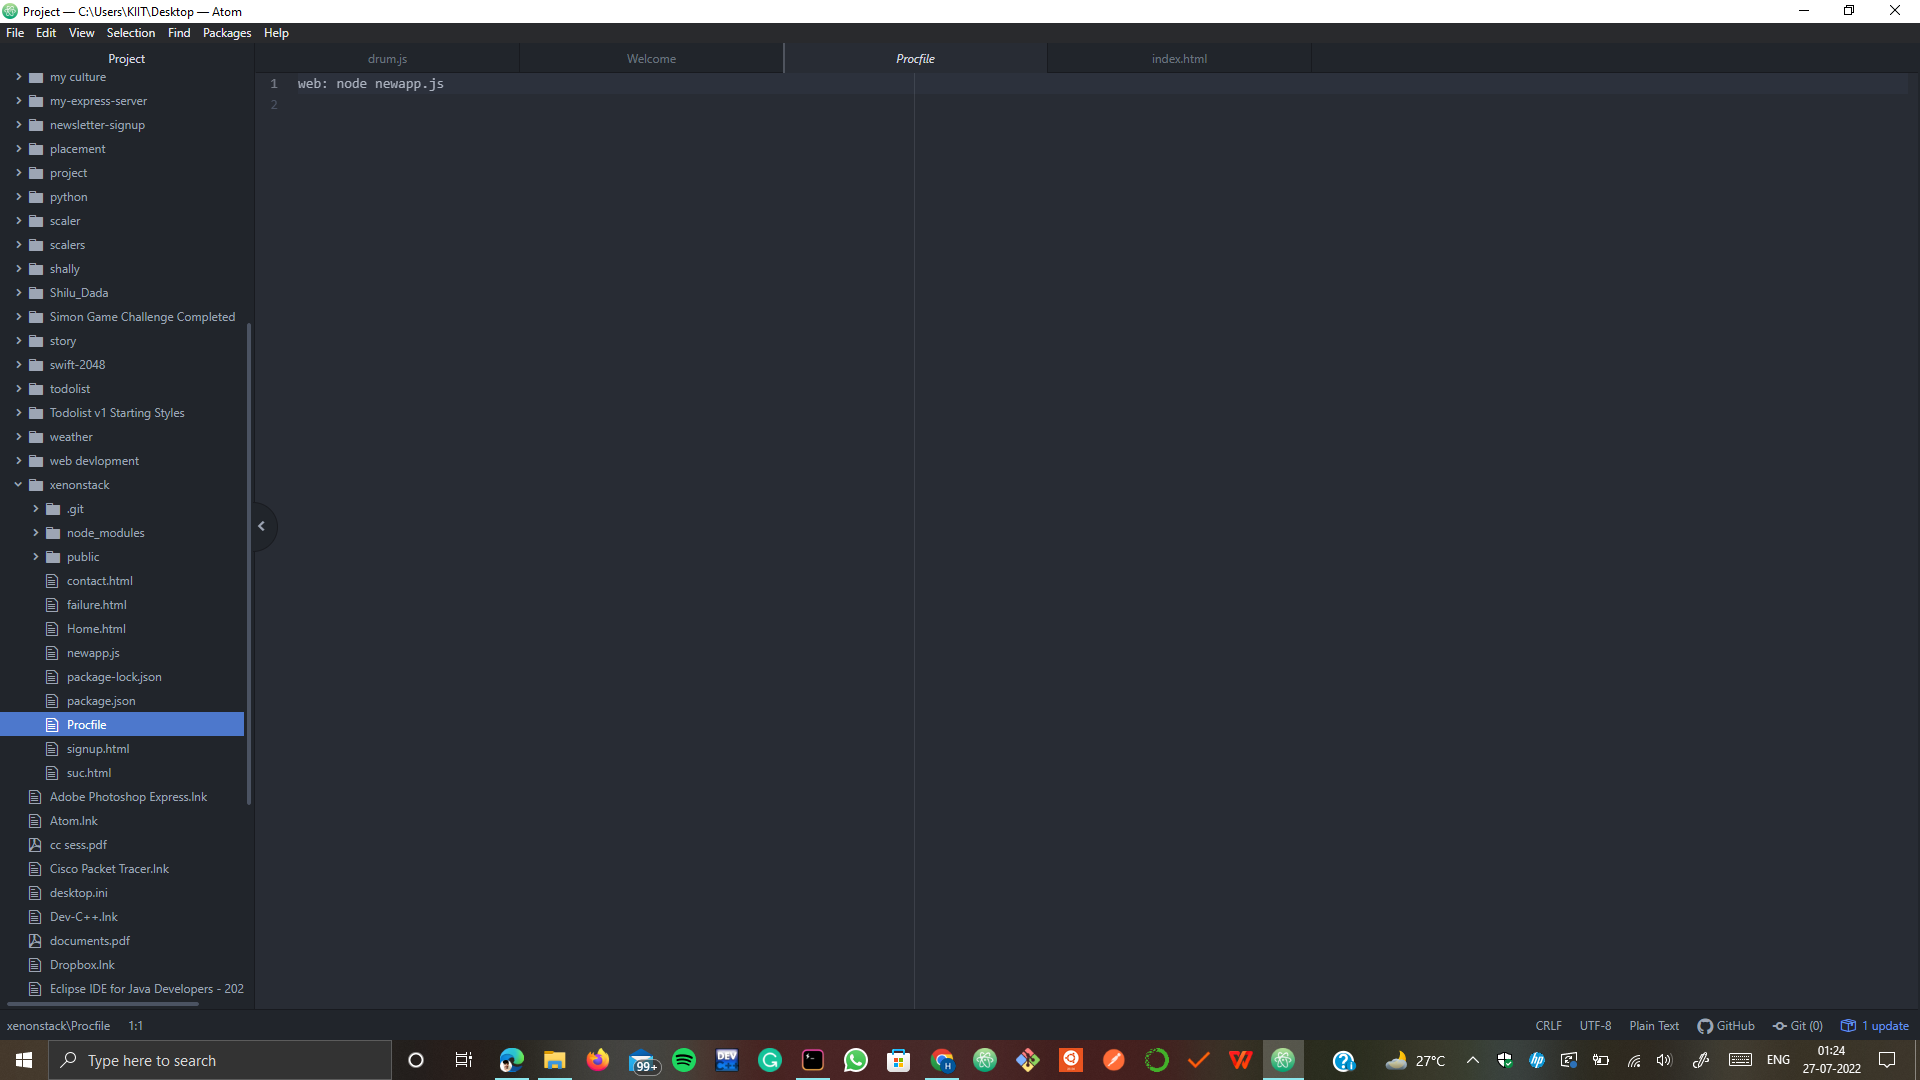 Project — C:\Users\KIIT\Desktop — Atom
File Edit View Selection Find Packages Help
Project
my culture
my-express-server
newsletter-signup
placement
project
python
scaler
scalers
shally
Shilu_Dada
Simon Game Challenge Completed
story
swift-2048
todolist
Todolist v1 Starting Styles
weather
web devlopment
xenonstack
.git
node_modules
public
contact.html
failure.html
Home.html
newapp.js
package-lock.json
package.json
Procfile
signup.html
suc.html
Adobe Photoshop Express.lnk
Atom.lnk
cc sess.pdf
Cisco Packet Tracer.lnk
desktop.ini
Dev-C++.lnk
documents.pdf
Dropbox.lnk
Eclipse IDE for Java Developers - 202
drum.js Welcome Procfile index.html
1 web: node newapp.js
2
xenonstack\Procfile 1:1 CRLF UTF-8 Plain Text GitHub Git (0) 1 update
Type here to search
99+
DEV
H
27°C
ENG
01:24
27-07-2022